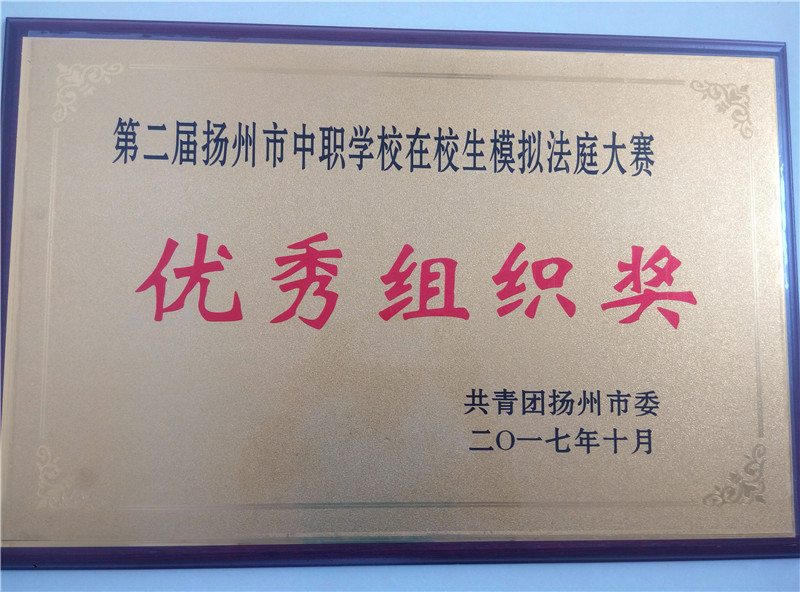 第二届扬州市中职学校在校生模拟法庭大赛
优秀组织奖
共青团扬州市委
二〇一七年十月